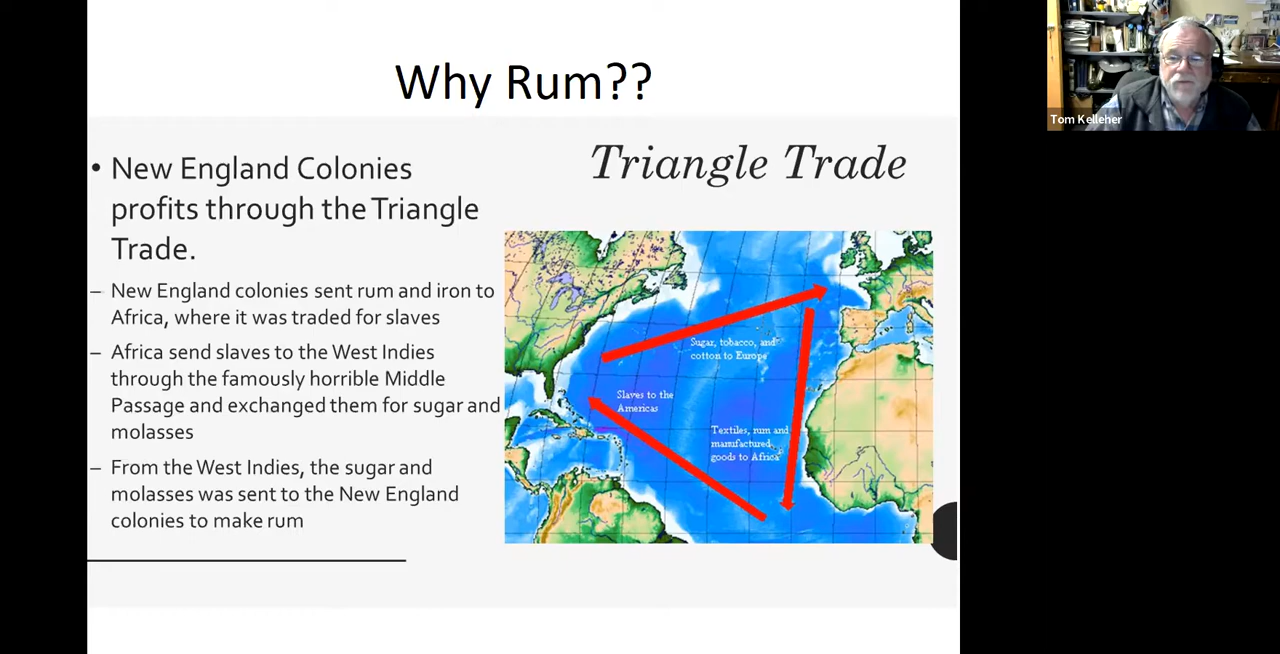 Why Rum??
Triangle Trade
• New England Colonies
profits through the Triangle
Trade.
– New England colonies sent rum and iron to
Africa, where it was traded for slaves
– Africa send slaves to the West Indies
through the famously horrible Middle
Passage and exchanged them for sugar and
molasses
– From the West Indies, the sugar and
molasses was sent to the New England
colonies to make rum
Sugar, tobacco, and
cotton to Europe
Slaves to the
Americas
Textiles, rum and
manufactured
goods to Africa
Tom Kelleher